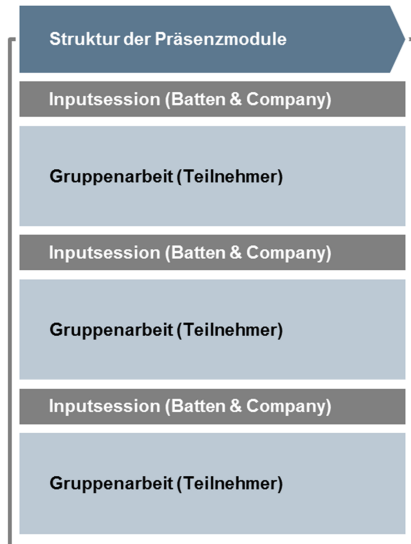 Struktur der Präsenzmodule
Inputsession (Batten & Company)
Gruppenarbeit (Teilnehmer)
Inputsession (Batten & Company)
Gruppenarbeit (Teilnehmer)
Inputsession (Batten & Company)
Gruppenarbeit (Teilnehmer)